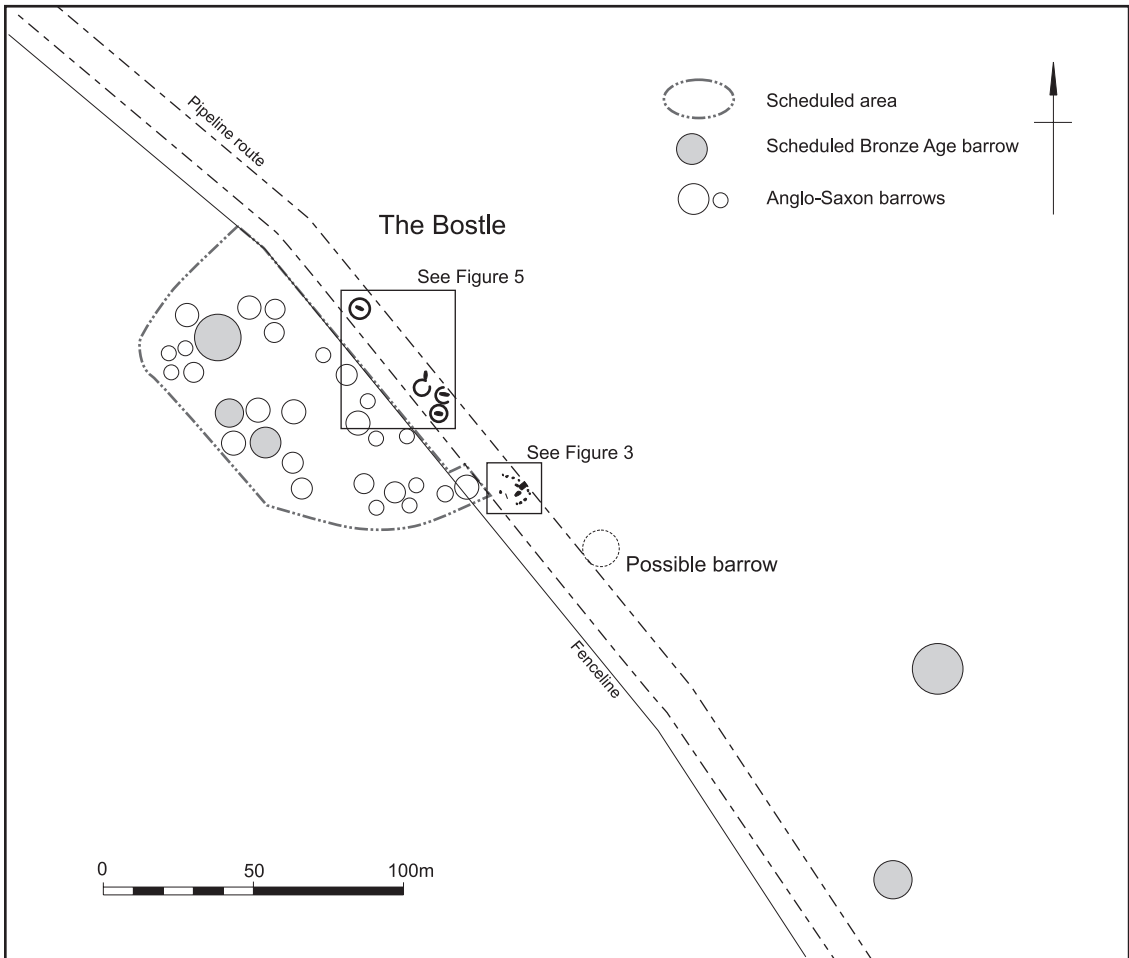 Pipeline route
Scheduled area
Scheduled Bronze Age barrow
Anglo-Saxon barrows
The Bostle
See Figure 5
See Figure 3
Possible barrow
Fenceline
0 50 100m